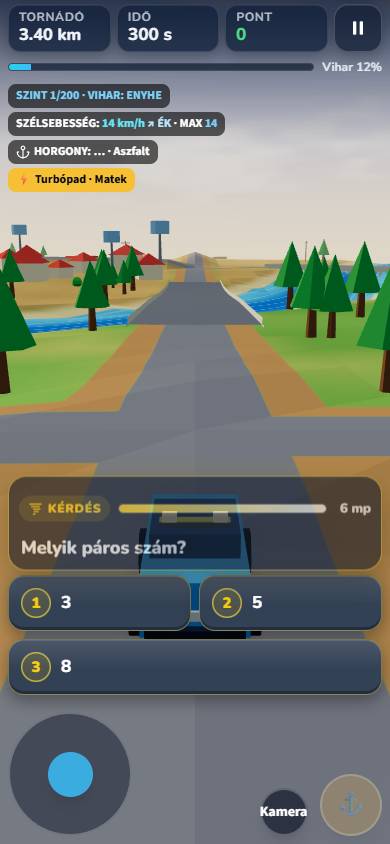 TORNÁDÓ
3.40 km
IDŐ
300 s
PONT
0
Vihar 12%
SZINT 1/200 · VIHAR: ENYHE
SZÉLSEBESSÉG: 14 km/h ↗ ÉK · MAX 14
⚓ HORGONY: ... · Aszfalt
⚡ Turbópad · Matek
🌪 KÉRDÉS
6 mp
Melyik páros szám?
1 3
2 5
3 8
Kamera